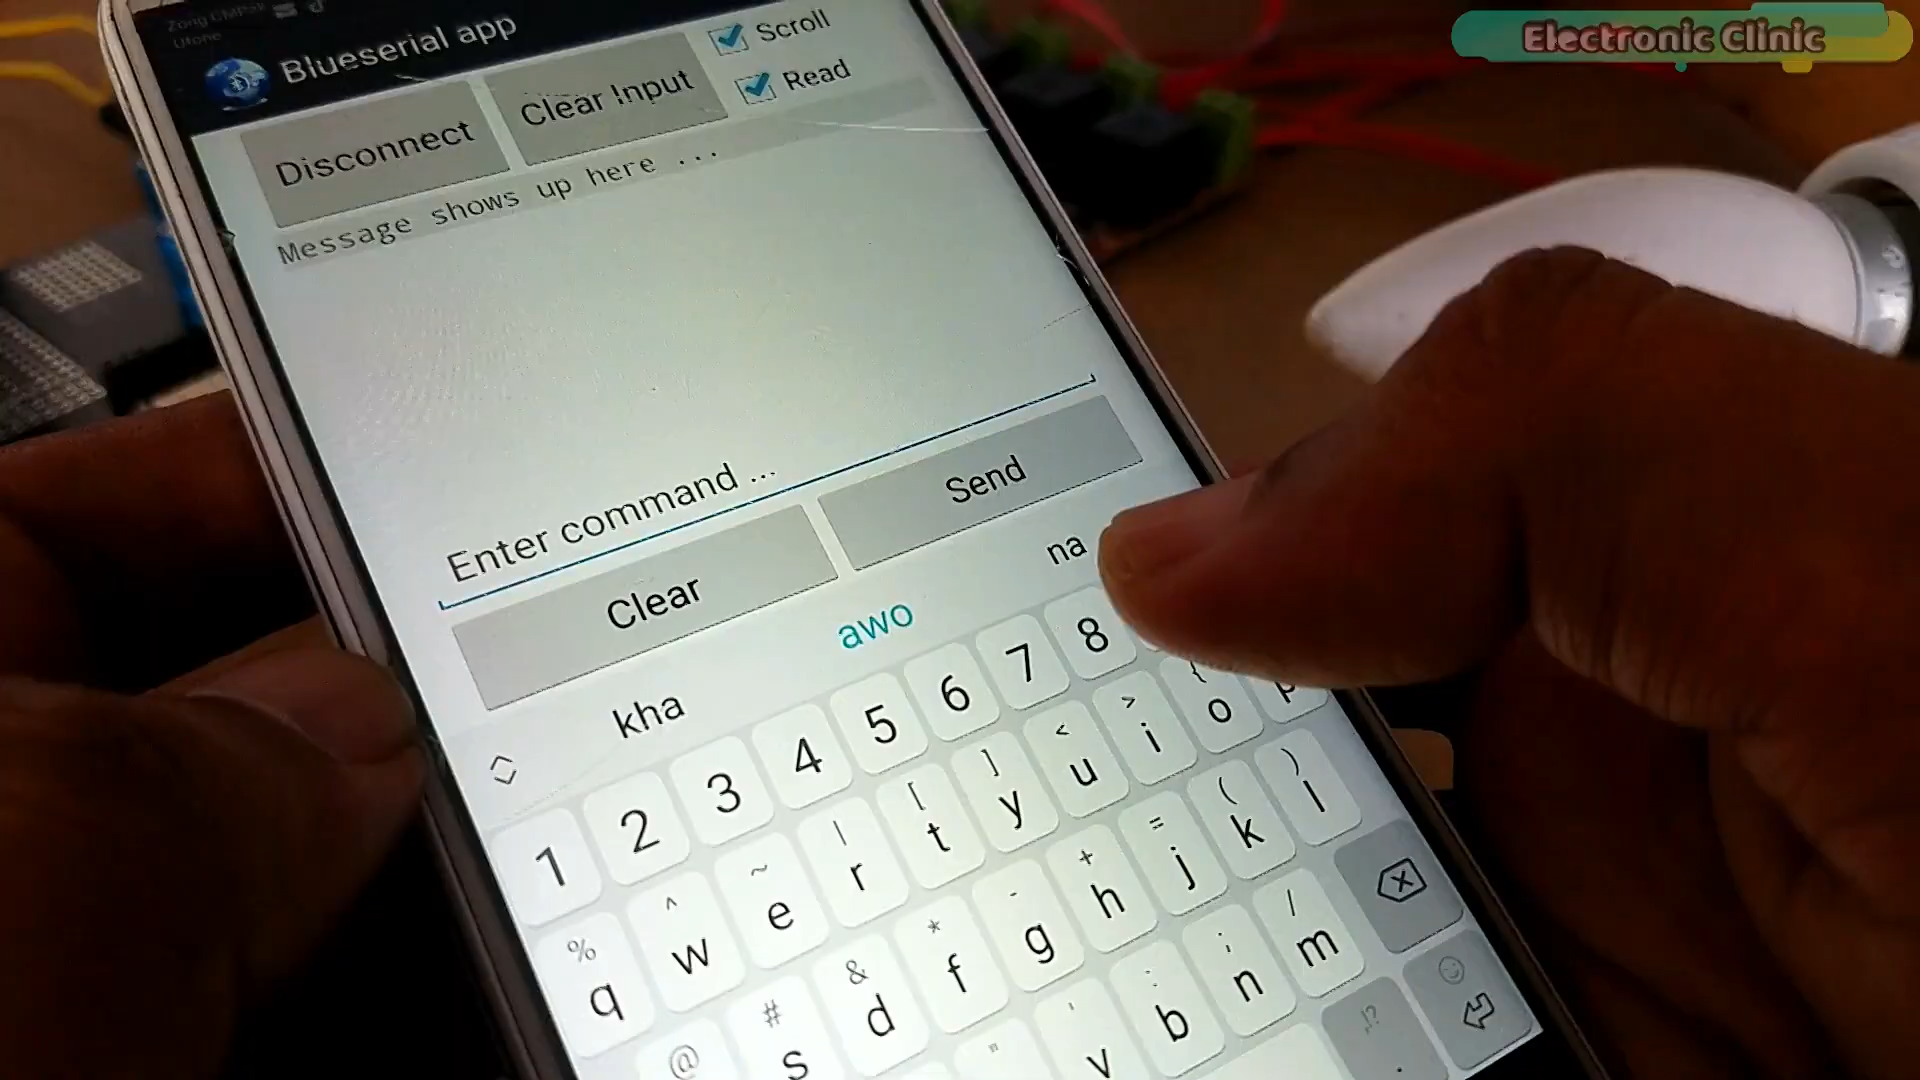 Electronic Clinic
Ufone
Blueserial app
Disconnect
Clear Input
Scroll
Read
Message shows up here ...
Enter command ...
Clear
Send
kha
awo
na
1 2 3 4 5 6 7 8
% ^ ~ | [ ] < > {
q w e r t y u i o p
@ # & * - + = ( )
s d f g h j k l
" ' : ; /
v b n m
,!?
.